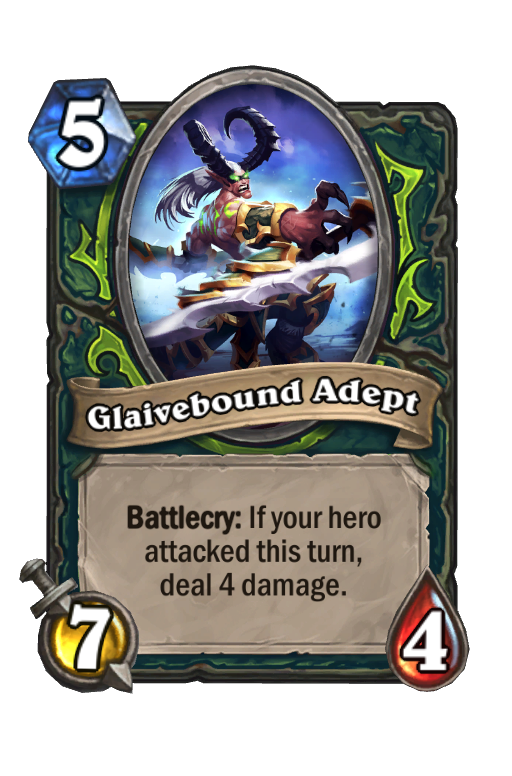 5
Glaivebound Adept
Battlecry: If your hero
attacked this turn,
deal 4 damage.
7
4